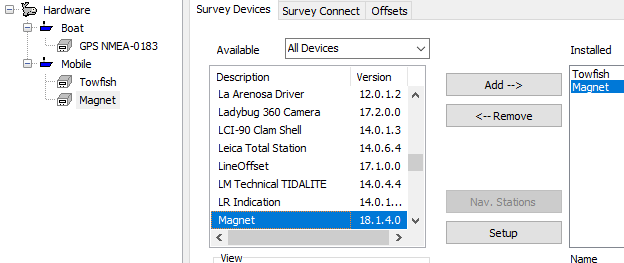 Hardware
Boat
GPS NMEA-0183
Mobile
Towfish
Magnet
Survey Devices Survey Connect Offsets
Available All Devices
Description Version
La Arenosa Driver 12.0.1.2
Ladybug 360 Camera 17.2.0.0
LCI-90 Clam Shell 14.0.1.3
Leica Total Station 14.0.6.4
LineOffset 17.1.0.0
LM Technical TIDALITE 14.0.4.4
LR Indication 14.0.1...
Magnet 18.1.4.0
View
Add -->
<-- Remove
Nav. Stations
Setup
Installed
Towfish
Magnet
Name